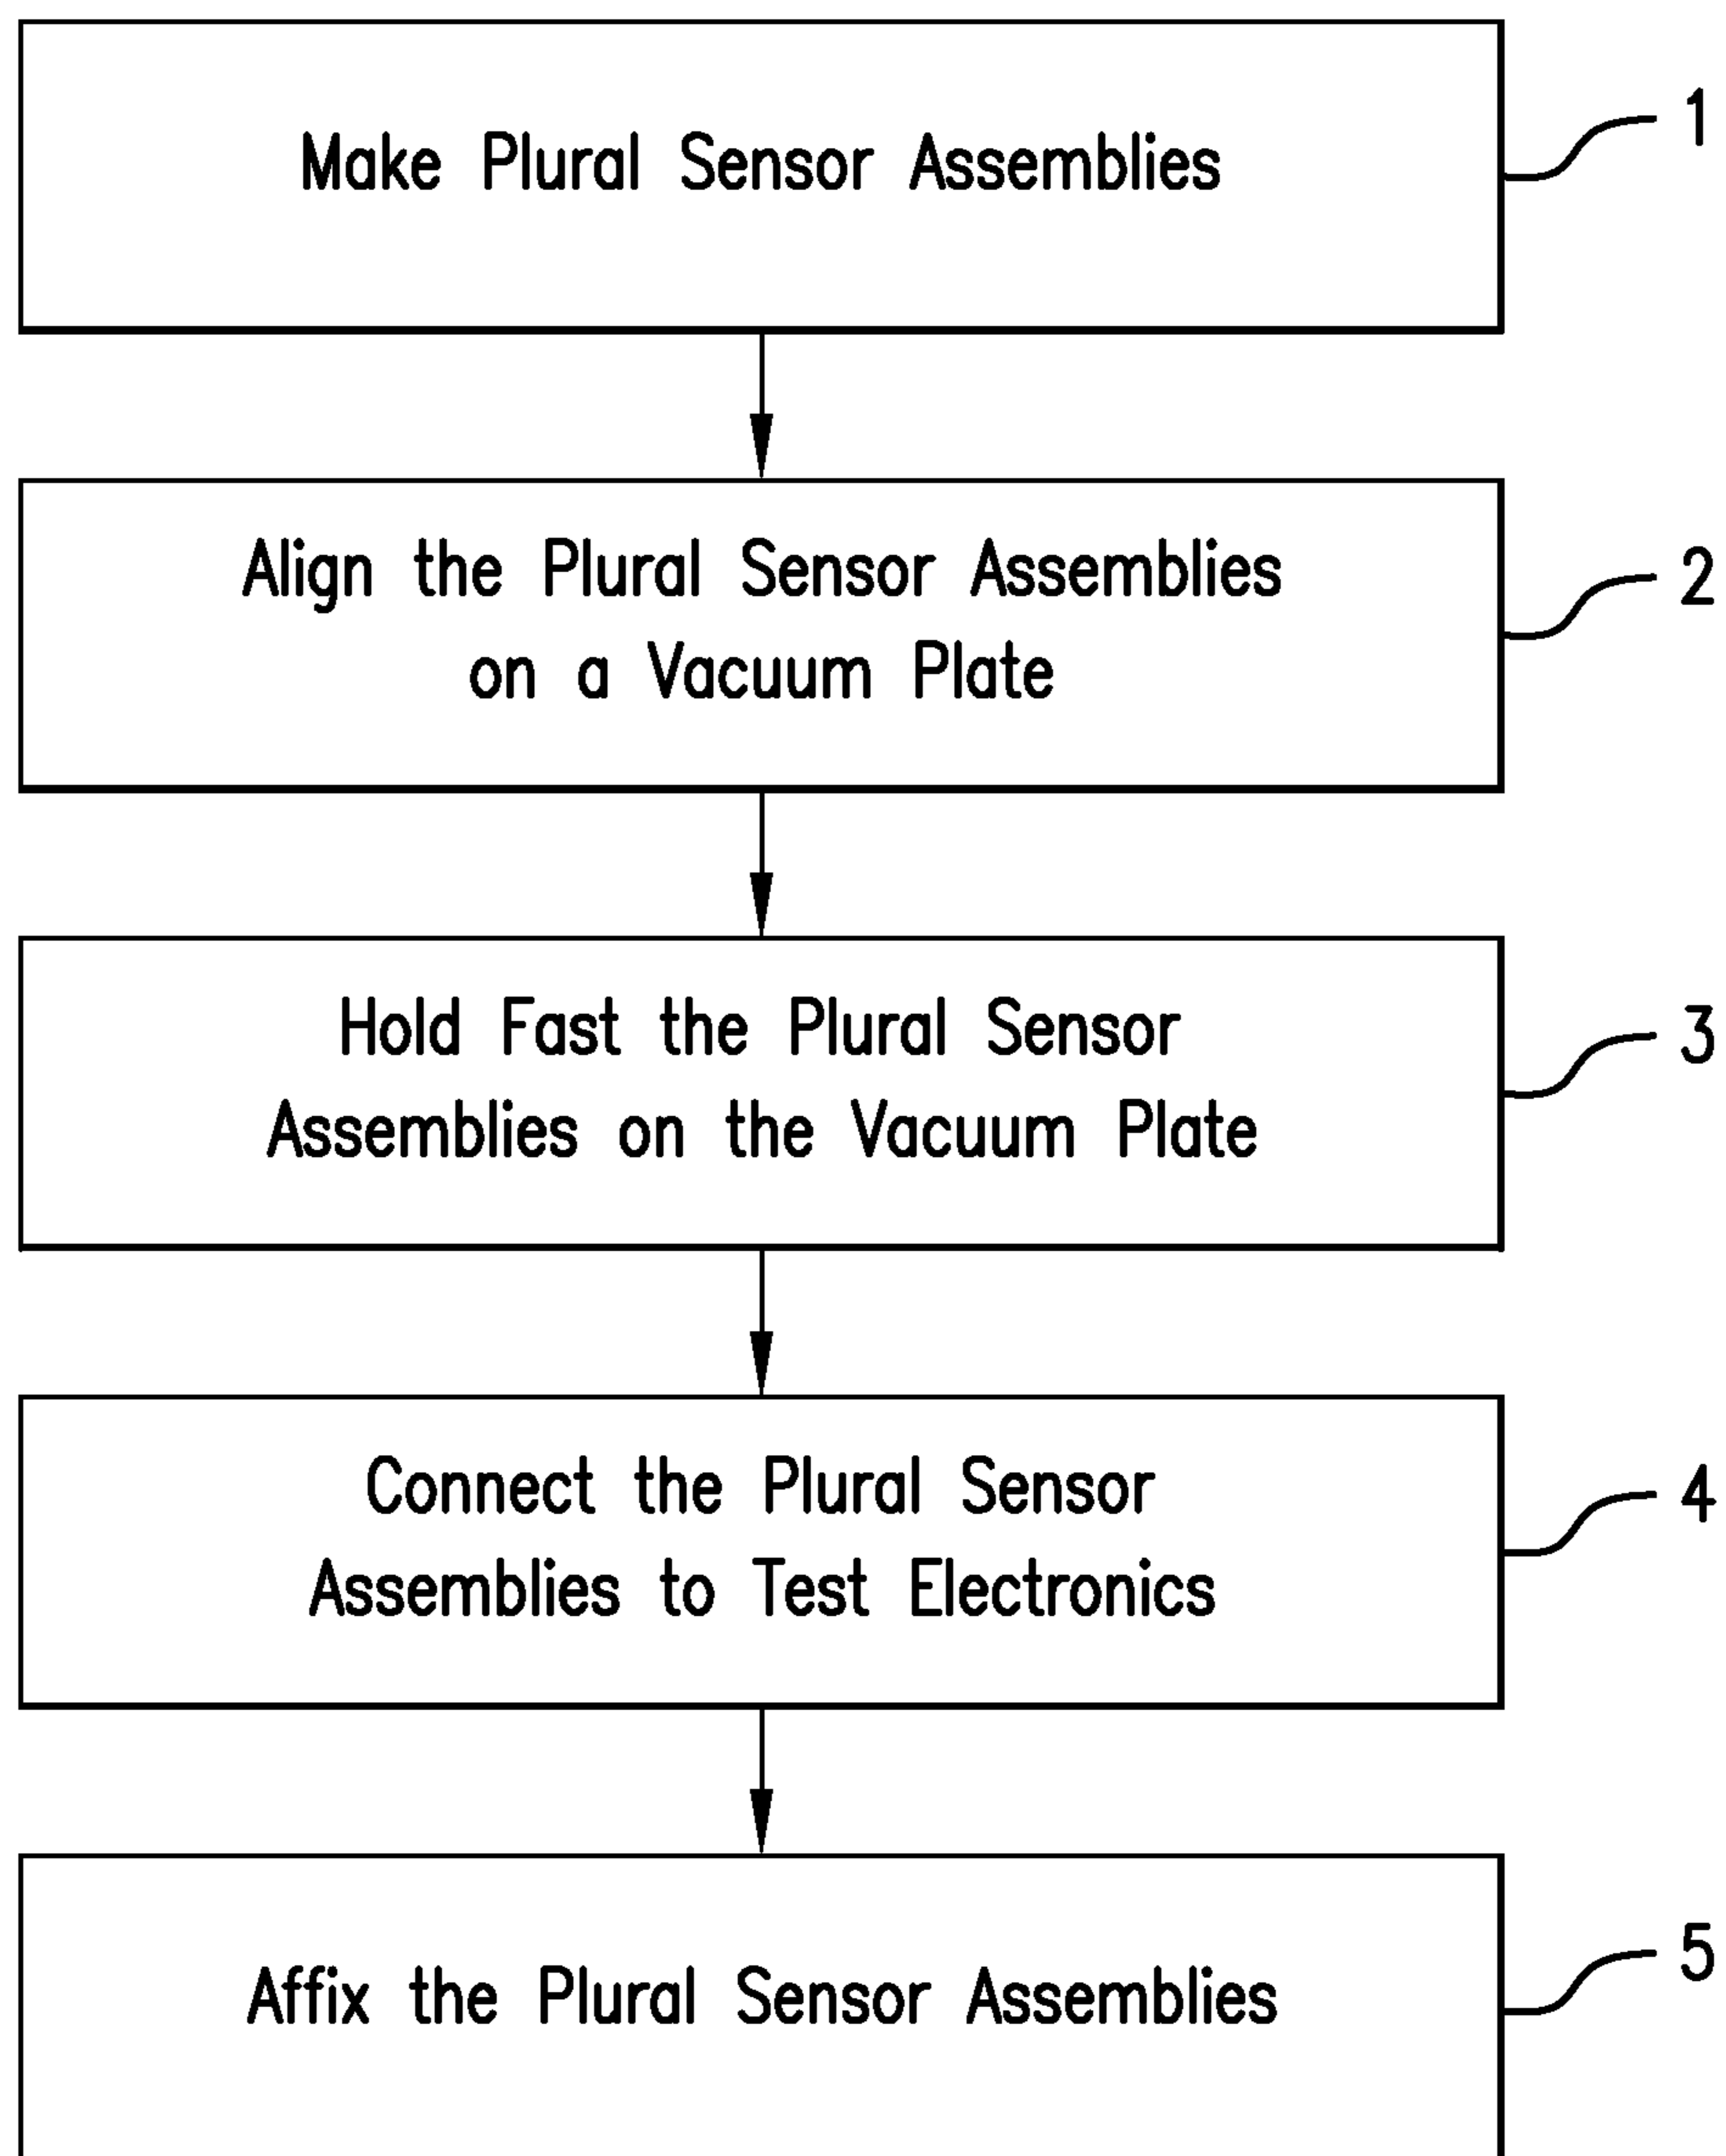 Make Plural Sensor Assemblies
1
Align the Plural Sensor Assemblies
on a Vacuum Plate
2
Hold Fast the Plural Sensor
Assemblies on the Vacuum Plate
3
Connect the Plural Sensor
Assemblies to Test Electronics
4
Affix the Plural Sensor Assemblies
5